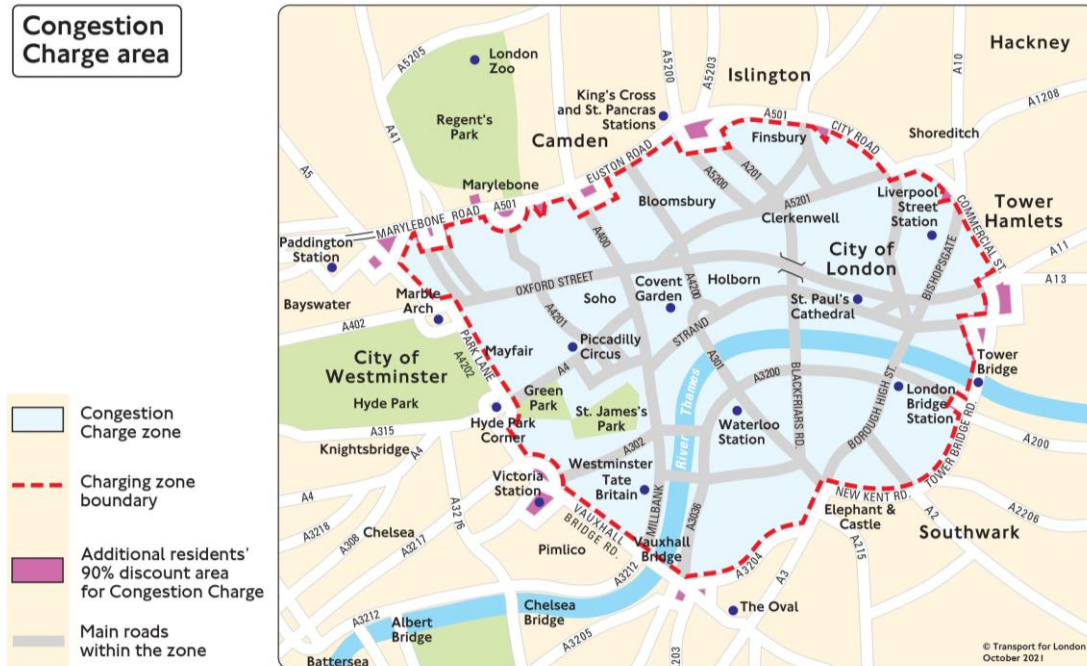 Congestion
Charge area
Congestion
Charge zone
Charging zone
boundary
Additional residents'
90% discount area
for Congestion Charge
Main roads
within the zone
A5205
London
Zoo
A5200
A5203
Islington
A10
Hackney
A41
King's Cross
and St. Pancras
Stations
A501
A1208
Regent's
Park
Camden
Finsbury
CITY ROAD
Shoreditch
A5
EUSTON ROAD
Marylebone
A501
MARYLEBONE ROAD
A5200
A201
Bloomsbury
A5201
Clerkenwell
Liverpool
Street
Station
COMMERCIAL ST.
Tower
Hamlets
A400
Paddington
Station
City of
London
BISHOPSGATE
A11
A13
Bayswater
Marble
Arch
OXFORD STREET
Soho
Covent
Garden
A4200
Holborn
St. Paul's
Cathedral
A402
A4201
STRAND
PARK LANE
A4202
Mayfair
Piccadilly
Circus
A4
City of
Westminster
Hyde Park
Green
Park
St. James's
Park
River Thames
A301
A3200
BLACKFRIARS RD.
Tower
Bridge
London
Bridge
Station
BOROUGH HIGH ST.
TOWER BRIDGE RD.
A315
Knightsbridge
Hyde Park
Corner
A302
Waterloo
Station
A200
A4
Victoria
Station
Westminster
Tate
Britain
MILLBANK
A3036
NEW KENT RD.
Elephant &
Castle
A2
A2206
Southwark
A4
A3218
A308
Chelsea
A3217
A3216
VAUXHALL
BRIDGE RD.
Pimlico
Vauxhall
Bridge
A3204
A3
A215
A3212
A3212
Albert
Bridge
Chelsea
Bridge
A3205
The Oval
A203
Battersea
© Transport for London
October 2021